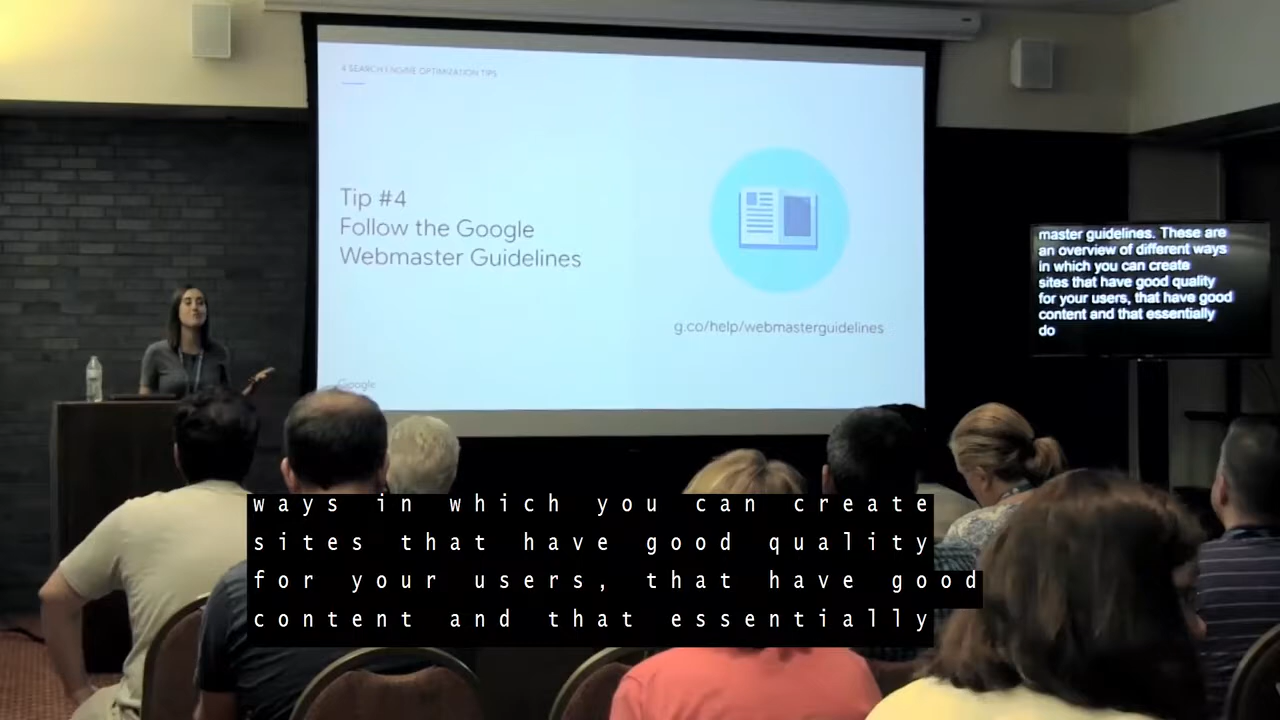 4 SEARCH ENGINE OPTIMIZATION TIPS
Tip #4
Follow the Google
Webmaster Guidelines
g.co/help/webmasterguidelines
Google
master guidelines. These are
an overview of different ways
in which you can create
sites that have good quality
for your users, that have good
content and that essentially
do
ways in which you can create
sites that have good quality
for your users, that have good
content and that essentially